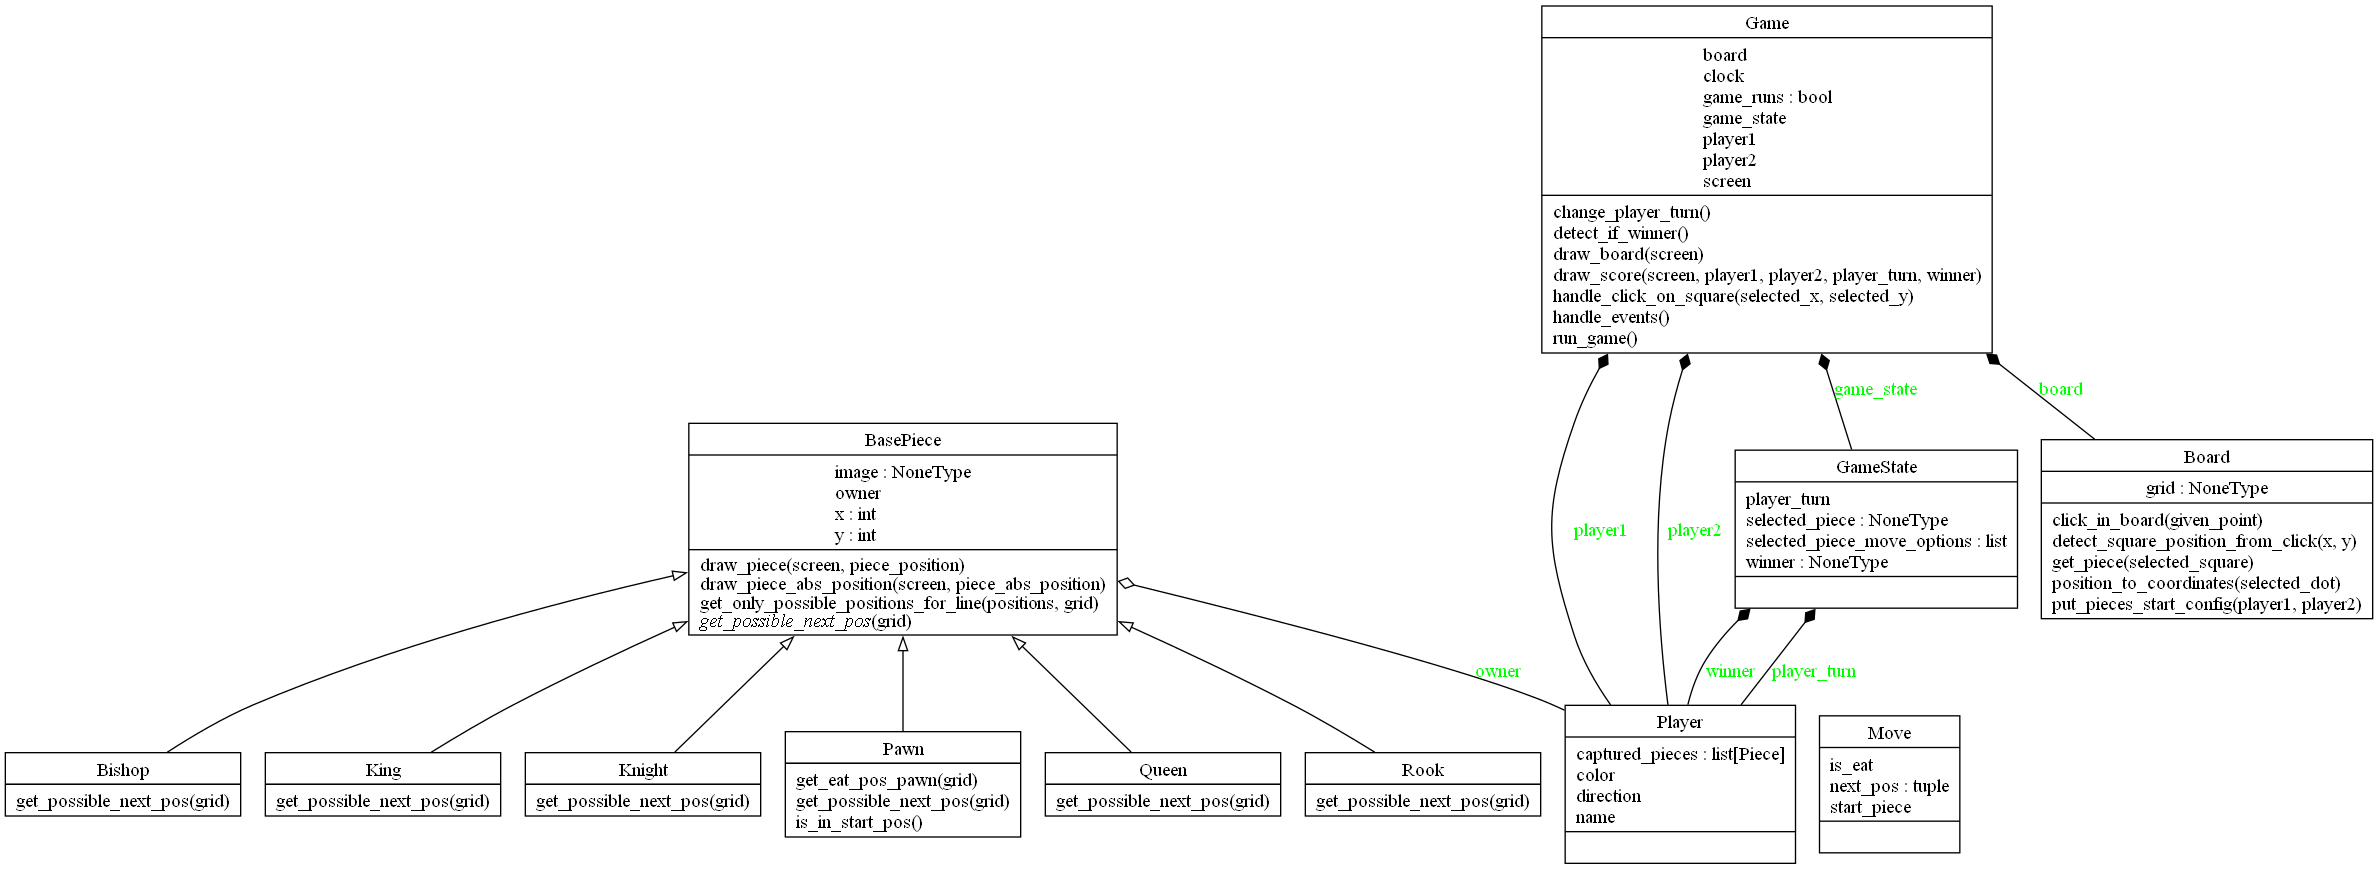 Game
board
clock
game_runs : bool
game_state
player1
player2
screen
change_player_turn()
detect_if_winner()
draw_board(screen)
draw_score(screen, player1, player2, player_turn, winner)
handle_click_on_square(selected_x, selected_y)
handle_events()
run_game()
game_state
board
player1
player2
BasePiece
image : NoneType
owner
x : int
y : int
draw_piece(screen, piece_position)
draw_piece_abs_position(screen, piece_abs_position)
get_only_possible_positions_for_line(positions, grid)
get_possible_next_pos(grid)
GameState
player_turn
selected_piece : NoneType
selected_piece_move_options : list
winner : NoneType
Board
grid : NoneType
click_in_board(given_point)
detect_square_position_from_click(x, y)
get_piece(selected_square)
position_to_coordinates(selected_dot)
put_pieces_start_config(player1, player2)
owner
winner
player_turn
Bishop
get_possible_next_pos(grid)
King
get_possible_next_pos(grid)
Knight
get_possible_next_pos(grid)
Pawn
get_eat_pos_pawn(grid)
get_possible_next_pos(grid)
is_in_start_pos()
Queen
get_possible_next_pos(grid)
Rook
get_possible_next_pos(grid)
Player
captured_pieces : list[Piece]
color
direction
name
Move
is_eat
next_pos : tuple
start_piece